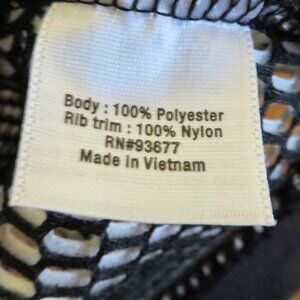 Body : 100% Polyester
Rib trim : 100% Nylon
RN#93677
Made in Vietnam